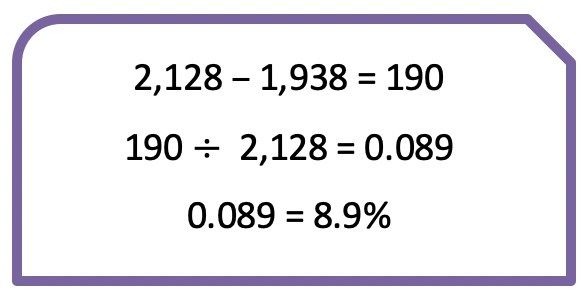 2,128 – 1,938 = 190
190 ÷ 2,128 = 0.089
0.089 = 8.9%